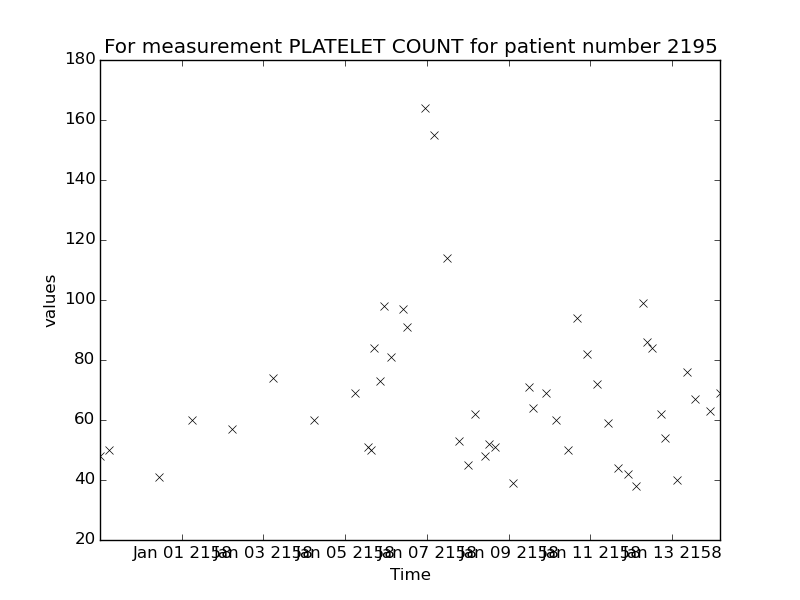 For measurement PLATELET COUNT for patient number 2195
180
160
140
120
100
80
60
40
20
values
Jan 01 2158 Jan 03 2158 Jan 05 2158 Jan 07 2158 Jan 09 2158 Jan 11 2158 Jan 13 2158
Time